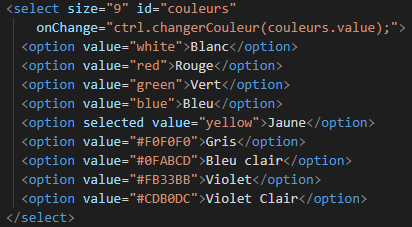 <select size="9" id="couleurs"
onChange="ctrl.changerCouleur(couleurs.value);">
<option value="white">Blanc</option>
<option value="red">Rouge</option>
<option value="green">Vert</option>
<option value="blue">Bleu</option>
<option selected value="yellow">Jaune</option>
<option value="#F0F0F0">Gris</option>
<option value="#0FABCD">Bleu clair</option>
<option value="#FB33BB">Violet</option>
<option value="#CDB0DC">Violet Clair</option>
</select>